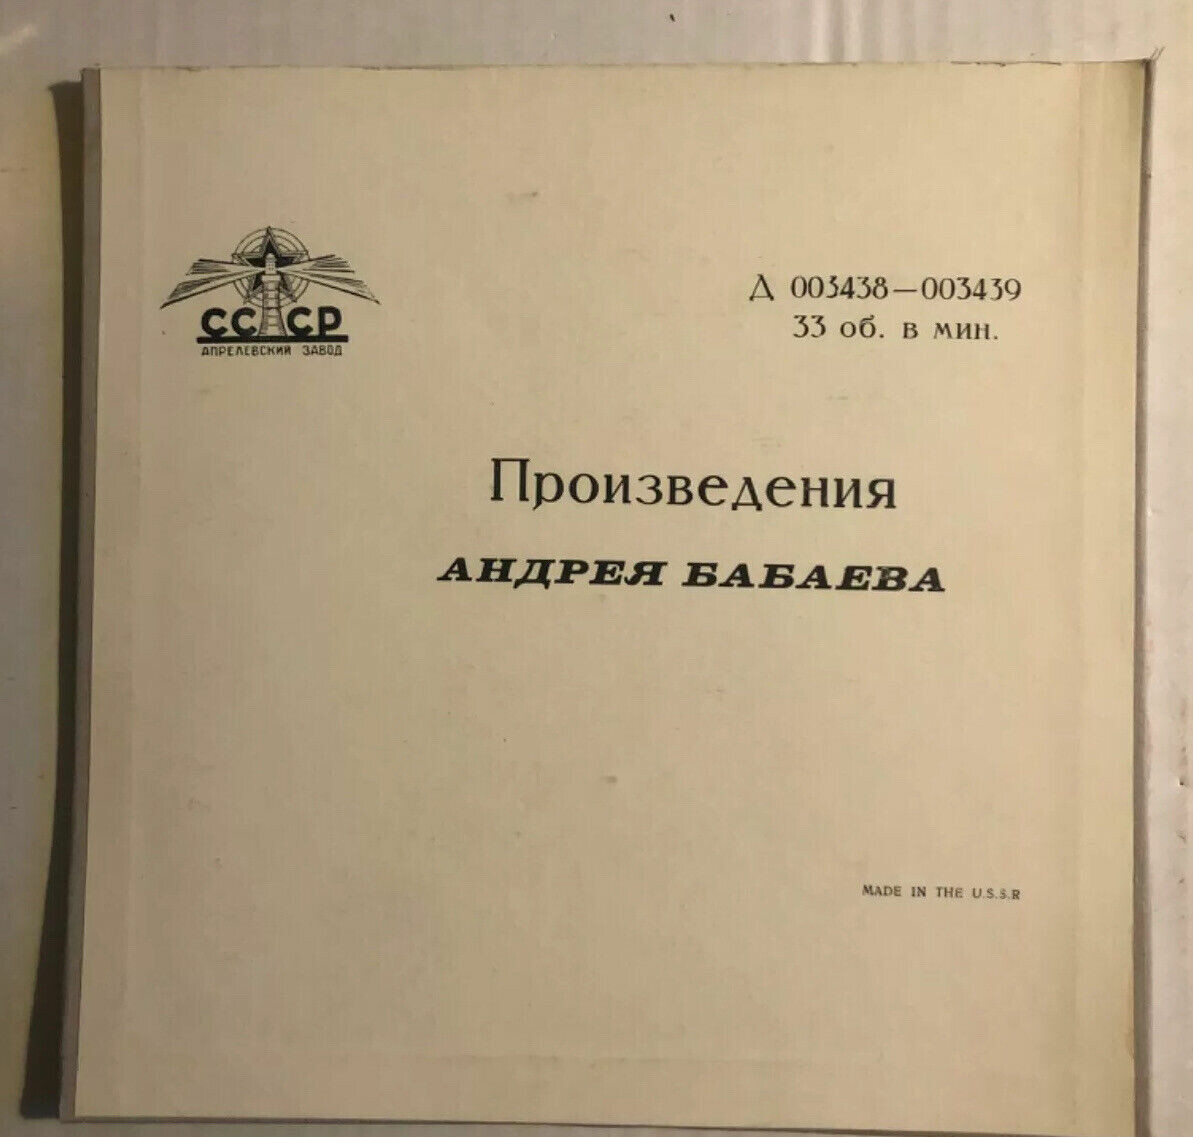 СССР
АПРЕЛЕВСКИЙ ЗАВОД
Д 003438—003439
33 об. в мин.
Произведения
АНДРЕЯ БАБАЕВА
MADE IN THE U.S.S.R